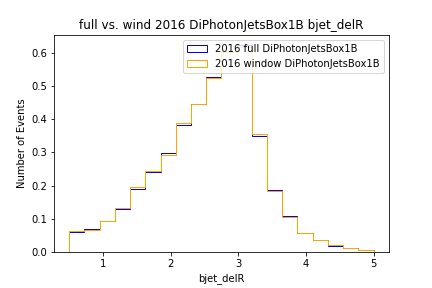 full vs. wind 2016 DiPhotonJetsBox1B bjet_delR
2016 full DiPhotonJetsBox1B
2016 window DiPhotonJetsBox1B
Number of Events
0.6
0.5
0.4
0.3
0.2
0.1
0.0
1 2 3 4 5
bjet_delR